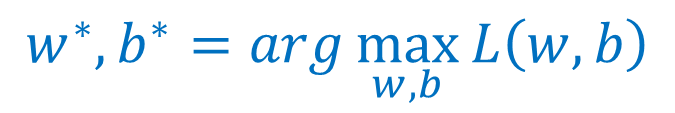 w*, b* = arg max L(w, b)
w,b